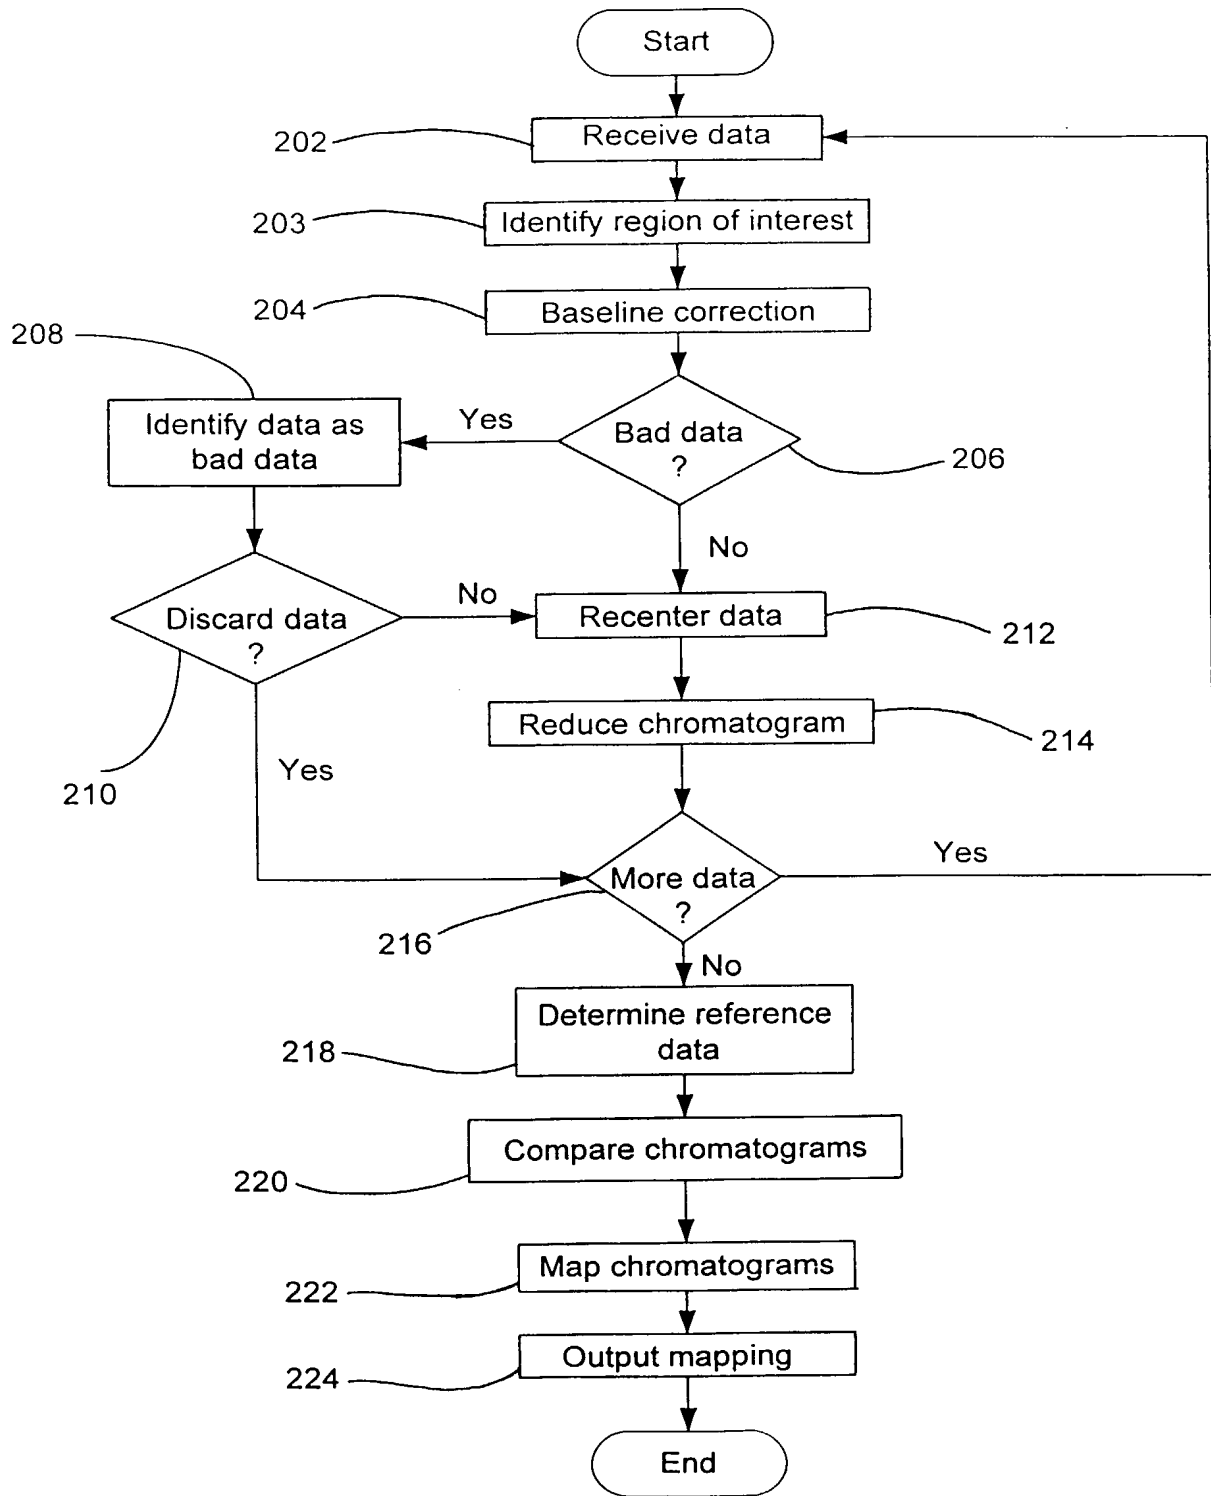 Start
202
Receive data
203
Identify region of interest
204
Baseline correction
208
Identify data as
bad data
Yes
Bad data
?
206
No
Discard data
?
No
Recenter data
212
210
Yes
Reduce chromatogram
214
More data
?
Yes
216
No
Determine reference
data
218
Compare chromatograms
220
Map chromatograms
222
Output mapping
224
End